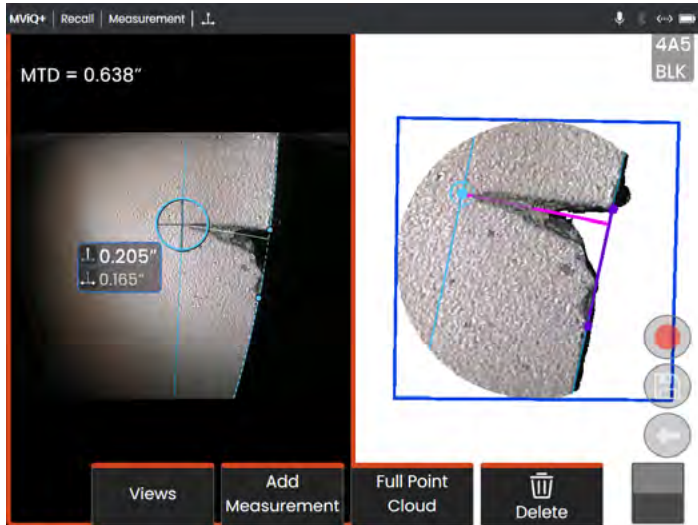 MViQ+ | Recall | Measurement |
4A5
BLK
MTD = 0.638"
0.205"
0.165"
Views
Add
Measurement
Full Point
Cloud
Delete